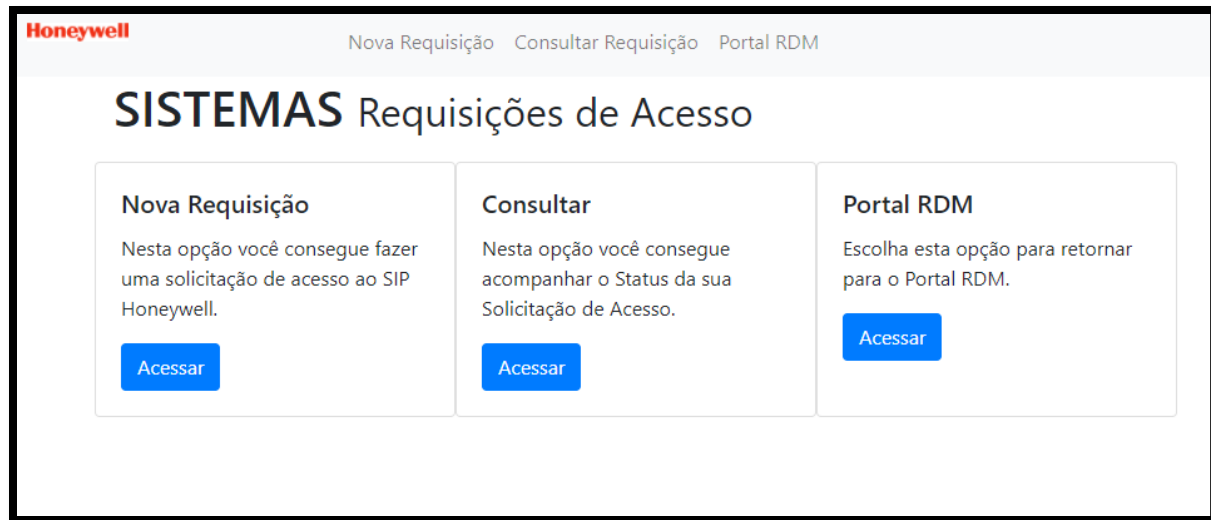 Honeywell
Nova Requisição Consultar Requisição Portal RDM
SISTEMAS Requisições de Acesso
Nova Requisição
Nesta opção você consegue fazer
uma solicitação de acesso ao SIP
Honeywell.
Acessar
Consultar
Nesta opção você consegue
acompanhar o Status da sua
Solicitação de Acesso.
Acessar
Portal RDM
Escolha esta opção para retornar
para o Portal RDM.
Acessar